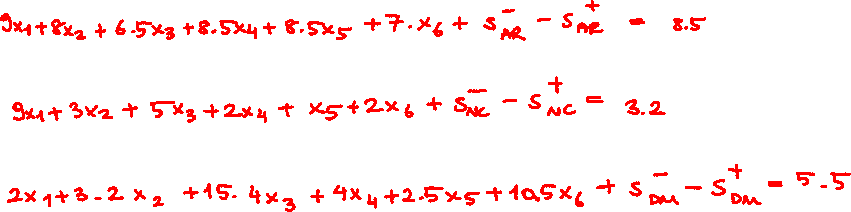 9x₁+8x₂+6.5x₃+8.5x₄+8.5x₅+7.x₆+S⁻AR−S⁺AR = 8.5
9x₁+3x₂+5x₃+2x₄+x₅+2x₆+S⁻NC−S⁺NC = 3.2
2x₁+3.2x₂+15.4x₃+4x₄+2.5x₅+10.5x₆+S⁻DM−S⁺DM = 5.5